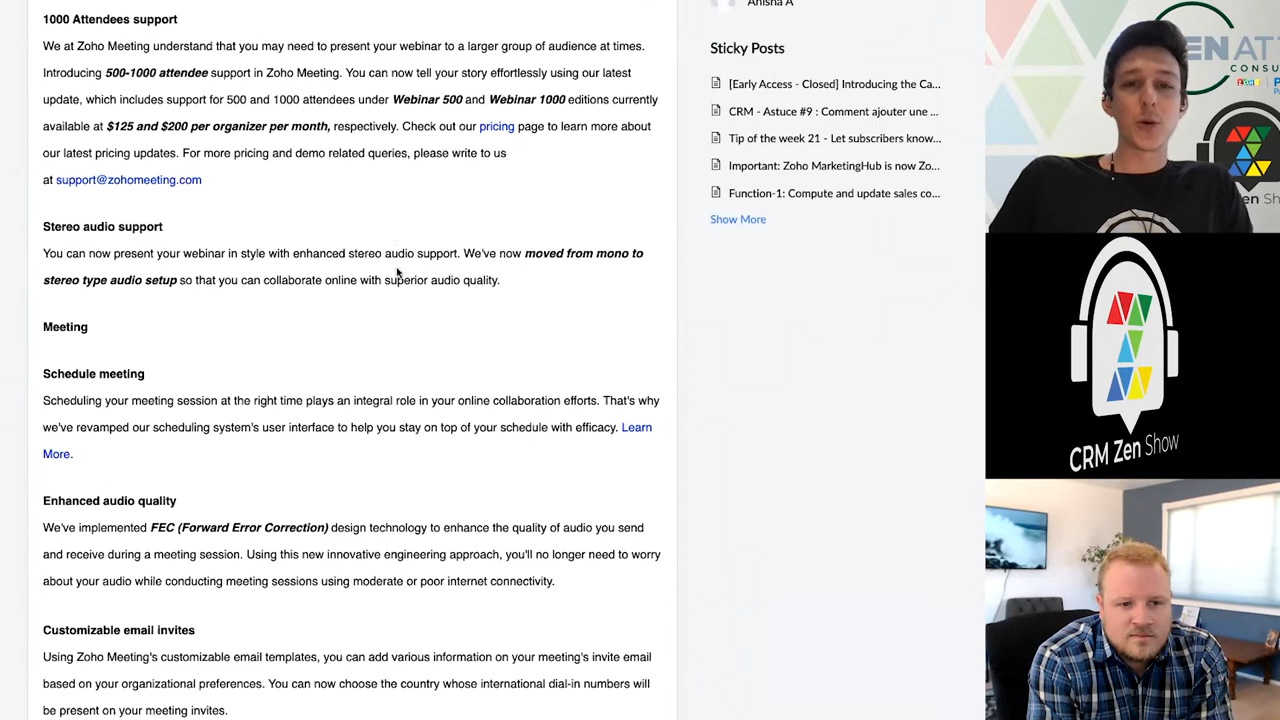 1000 Attendees support
We at Zoho Meeting understand that you may need to present your webinar to a larger group of audience at times.
Introducing 500-1000 attendee support in Zoho Meeting. You can now tell your story effortlessly using our latest
update, which includes support for 500 and 1000 attendees under Webinar 500 and Webinar 1000 editions currently
available at $125 and $200 per organizer per month, respectively. Check out our pricing page to learn more about
our latest pricing updates. For more pricing and demo related queries, please write to us
at support@zohomeeting.com
Stereo audio support
You can now present your webinar in style with enhanced stereo audio support. We've now moved from mono to
stereo type audio setup so that you can collaborate online with superior audio quality.
Meeting
Schedule meeting
Scheduling your meeting session at the right time plays an integral role in your online collaboration efforts. That's why
we've revamped our scheduling system's user interface to help you stay on top of your schedule with efficacy. Learn
More.
Enhanced audio quality
We've implemented FEC (Forward Error Correction) design technology to enhance the quality of audio you send
and receive during a meeting session. Using this new innovative engineering approach, you'll no longer need to worry
about your audio while conducting meeting sessions using moderate or poor internet connectivity.
Customizable email invites
Using Zoho Meeting's customizable email templates, you can add various information on your meeting's invite email
based on your organizational preferences. You can now choose the country whose international dial-in numbers will
be present on your meeting invites.
Anisha A
Sticky Posts
[Early Access - Closed] Introducing the Ca...
CRM - Astuce #9 : Comment ajouter une ...
Tip of the week 21 - Let subscribers know...
Important: Zoho MarketingHub is now Zo...
Function-1: Compute and update sales co...
Show More
CRM Zen Show